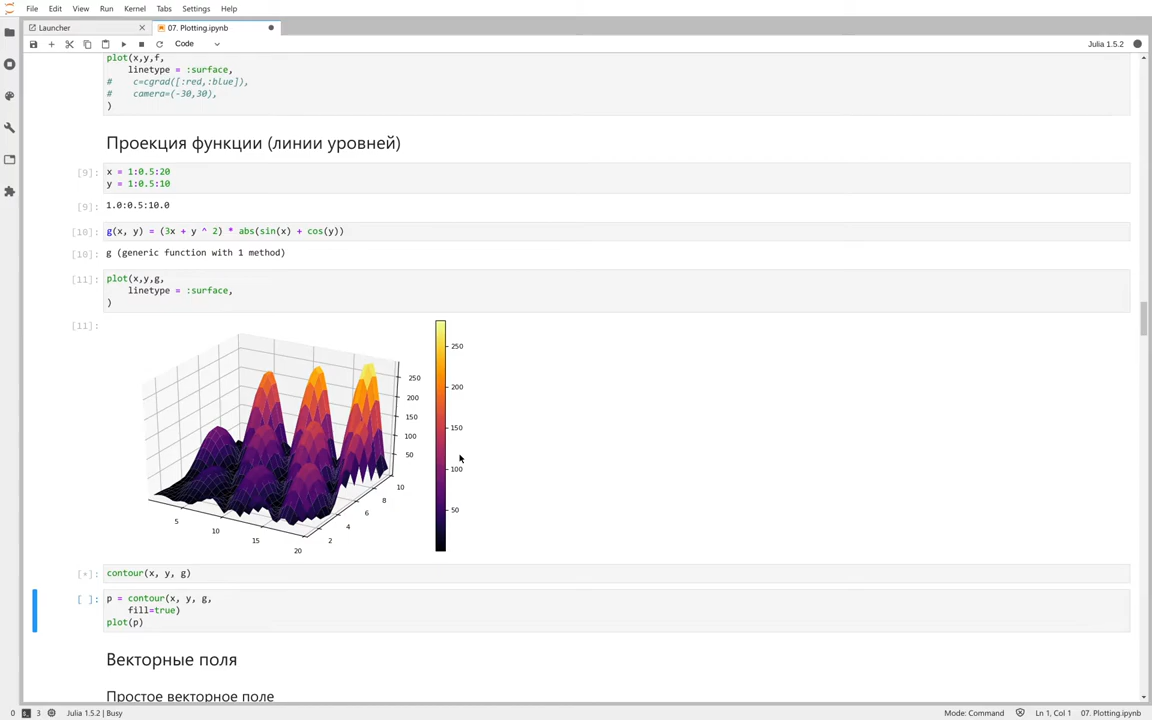 File Edit View Run Kernel Tabs Settings Help
Launcher
07. Plotting.ipynb
Code
Julia 1.5.2
plot(x,y,f,
linetype = :surface,
# c=cgrad([:red,:blue]),
# camera=(-30,30),
)
Проекция функции (линии уровней)
[9]: x = 1:0.5:20
y = 1:0.5:10
[9]: 1.0:0.5:10.0
[10]: g(x, y) = (3x + y ^ 2) * abs(sin(x) + cos(y))
[10]: g (generic function with 1 method)
[11]: plot(x,y,g,
linetype = :surface,
)
[11]:
250
200
150
100
50
5
10
15
20
2
4
6
8
10
250
200
150
100
50
[*]: contour(x, y, g)
[ ]: p = contour(x, y, g,
fill=true)
plot(p)
Векторные поля
Простое векторное поле
0 3 Julia 1.5.2 | Busy
Mode: Command Ln 1, Col 1 07. Plotting.ipynb